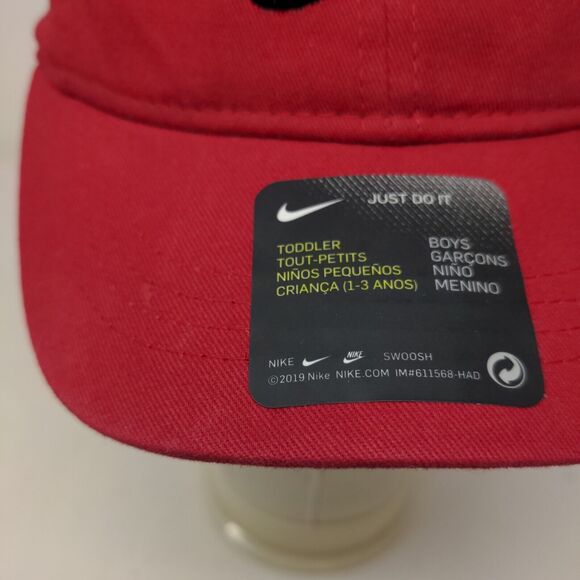 JUST DO IT
TODDLER
TOUT-PETITS
NIÑOS PEQUEÑOS
CRIANÇA (1-3 ANOS)
BOYS
GARÇONS
NIÑO
MENINO
NIKE NIKE SWOOSH
©2019 Nike NIKE.COM IM#611568-HAD